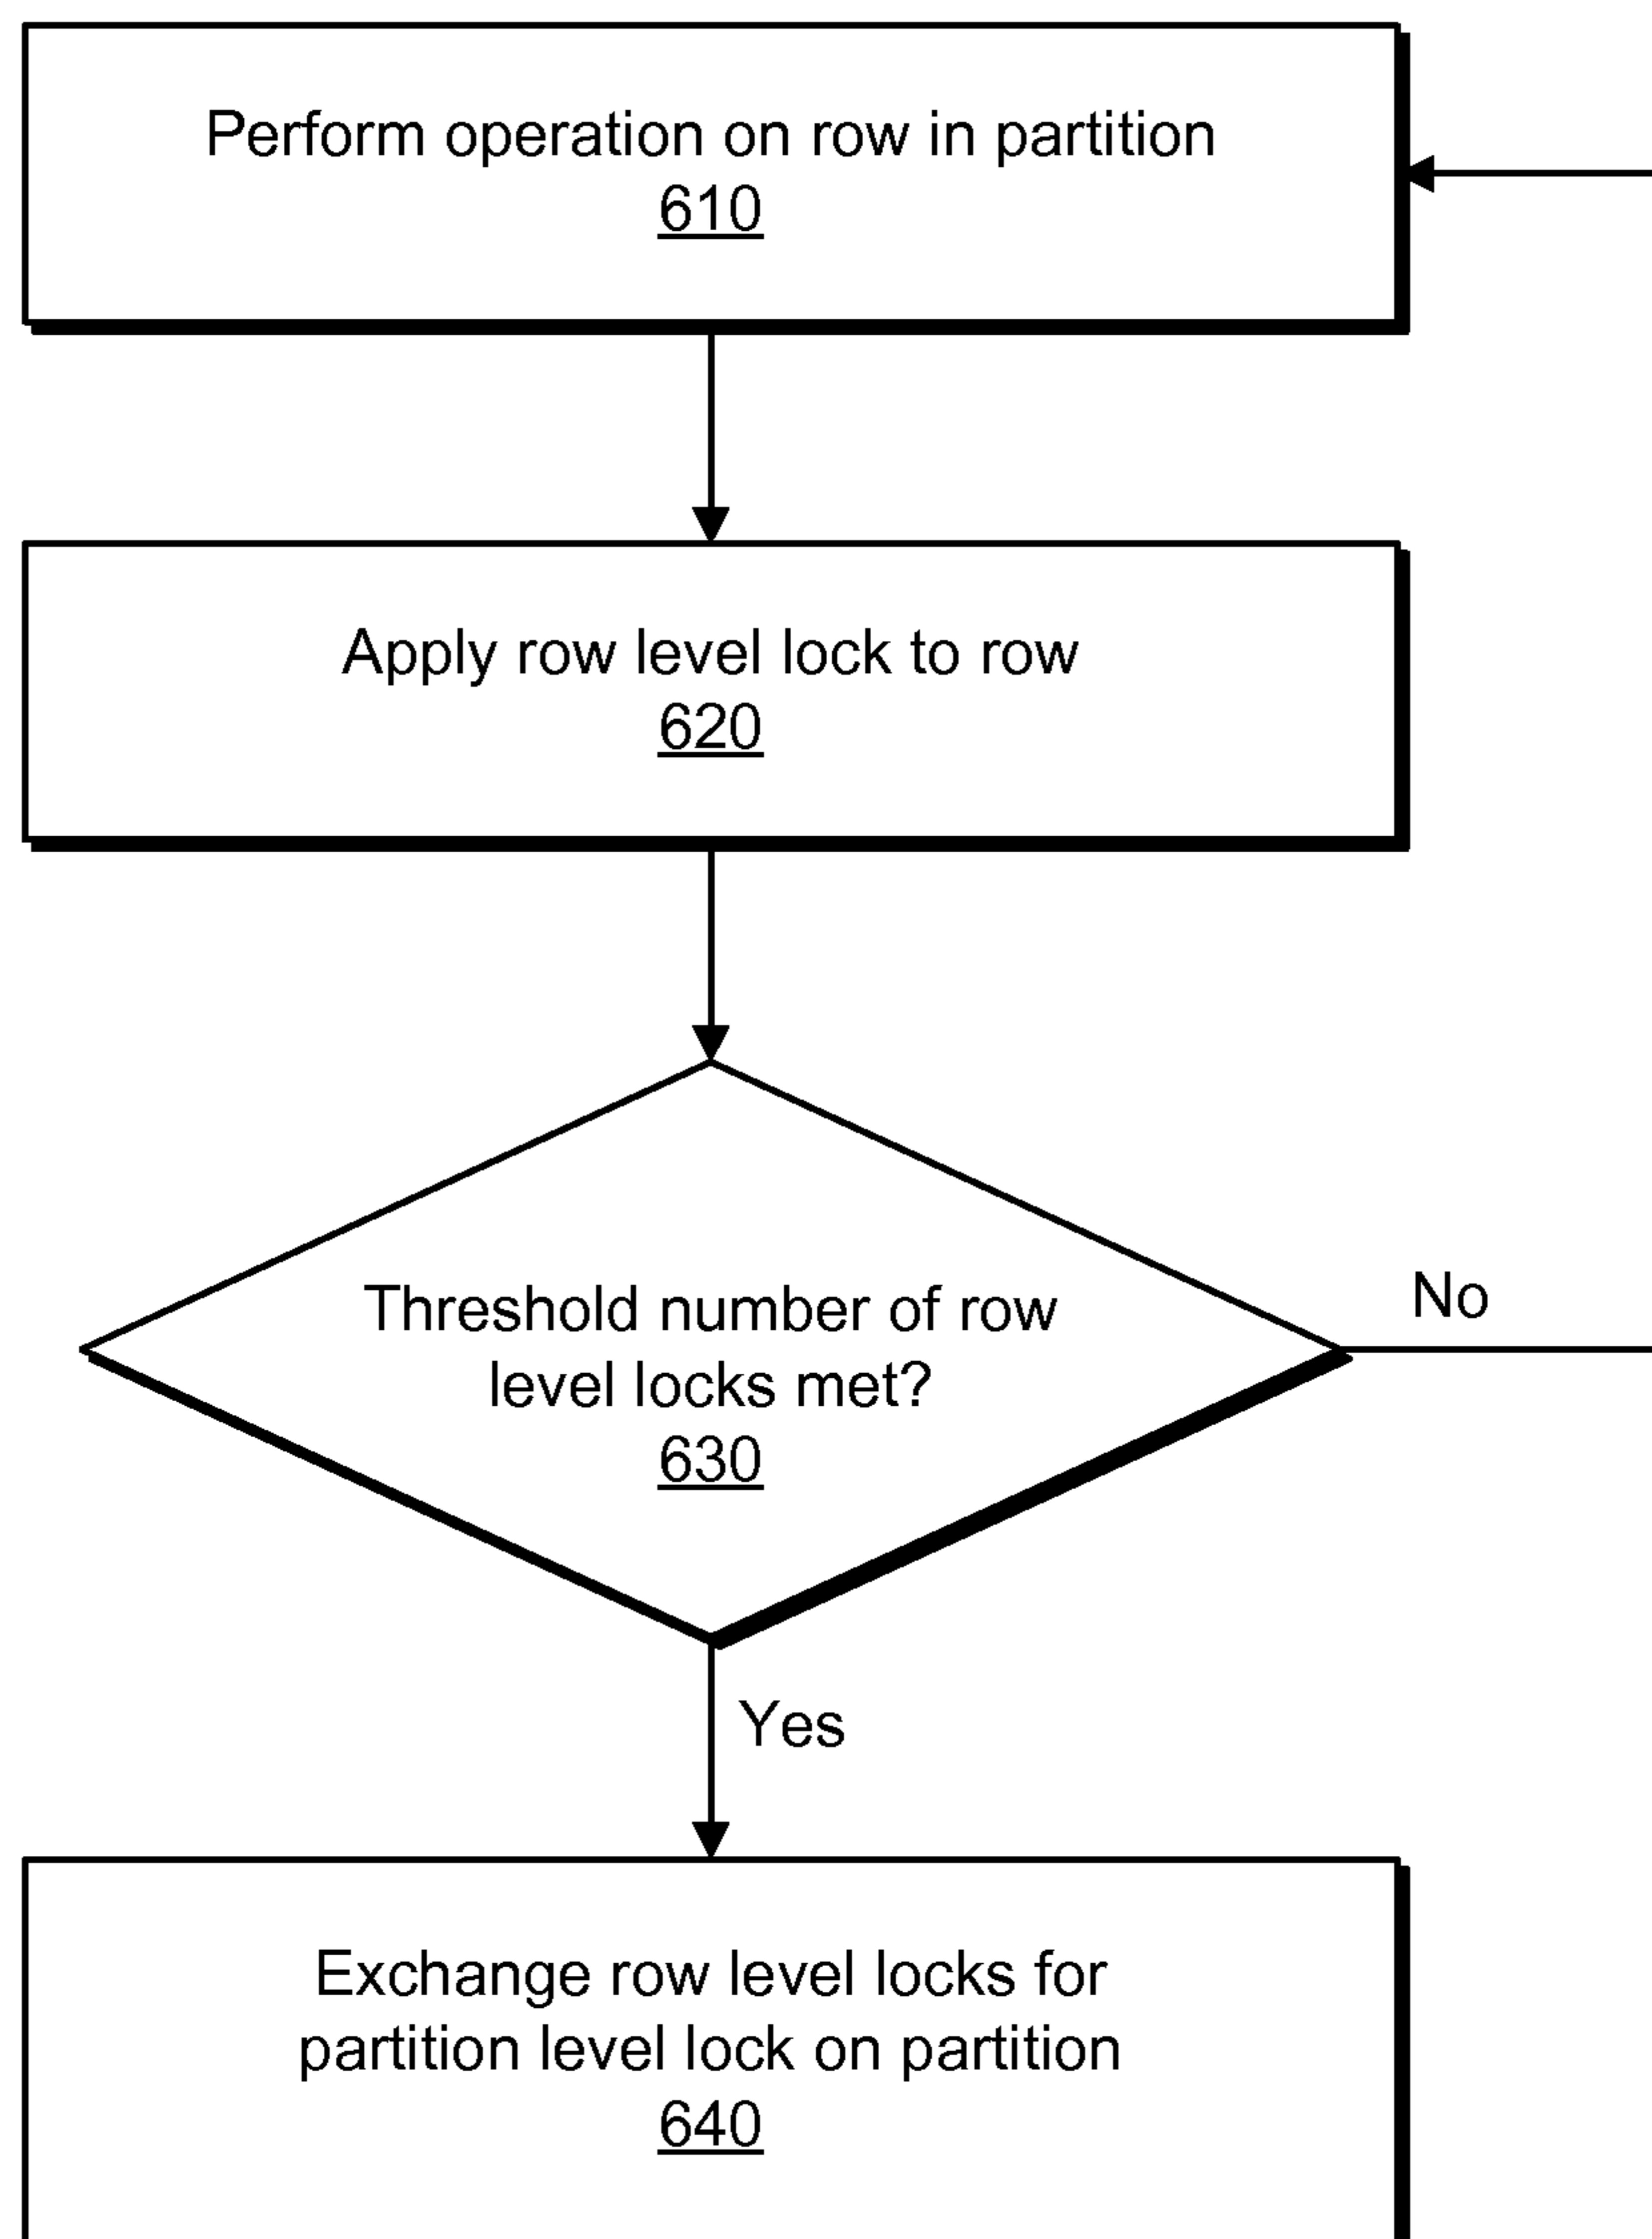 Perform operation on row in partition
610
Apply row level lock to row
620
Threshold number of row
level locks met?
630
No
Yes
Exchange row level locks for
partition level lock on partition
640